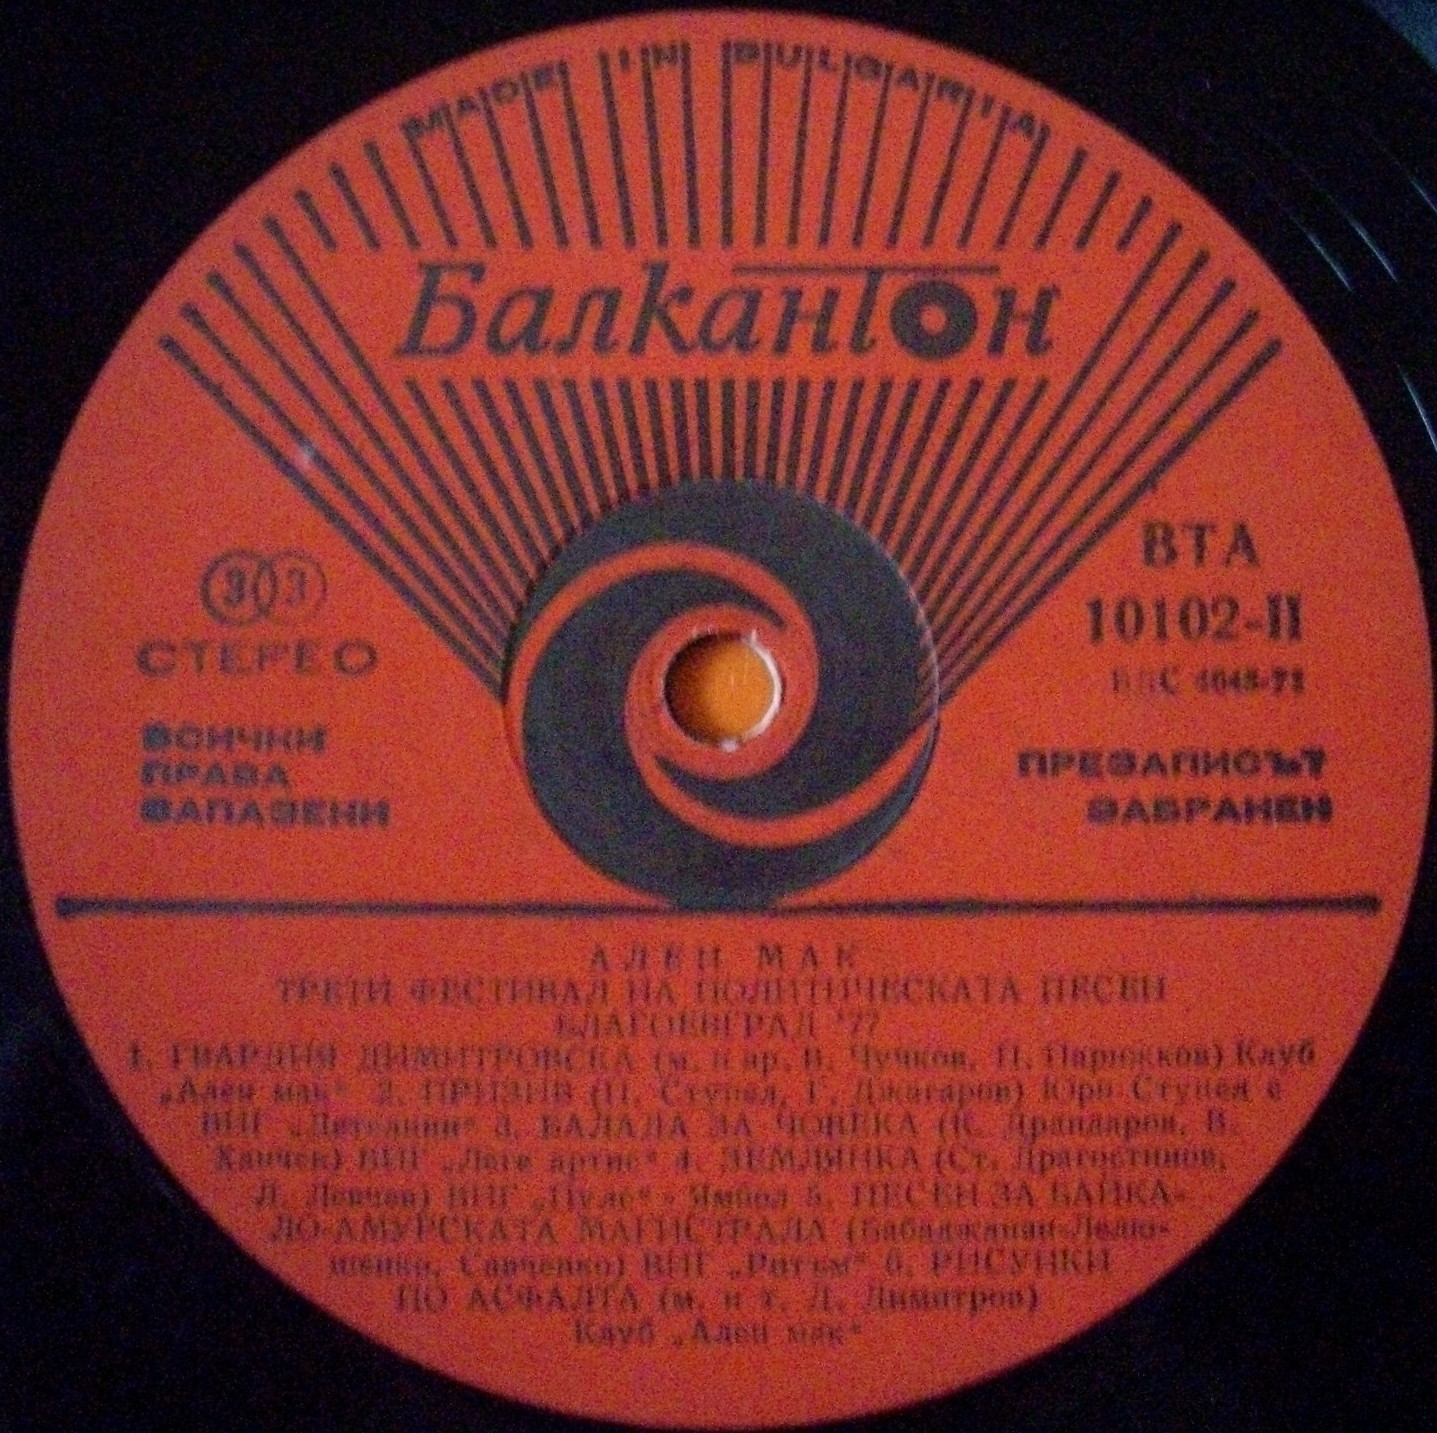 MADE IN BULGARIA
Балкантон
33
СТЕРЕО
ВСИЧКИ
ПРАВА
ЗАПАЗЕНИ
ВТА
10102-II
ПРЕЗАПИСЪТ
ЗАБРАНЕН
АЛЕН МАК
ТРЕТИ ФЕСТИВАЛ НА ПОЛИТИЧЕСКАТА ПЕСЕН
БЛАГОЕВГРАД '77
1. ГВАРДИЯ ДИМИТРОВСКА (м. и ар. В. Чучков, П. Парижков) Клуб
„Ален мак“ 2. ПРИЗИВ (П. Ступел, Г. Джагаров) Юри Ступел с
ВИГ 3. БАЛАДА ЗА ЧОВЕКА (К. Драндаров, В.
Ханчев) ВИГ „Леге артис“ 4. ЗЕМЛЯНКА (Ст. Драгостинов,
Л. Левчев) ВИГ „Пулс“ - Ямбол 5. ПЕСЕН ЗА БАЙКА-
ЛО-АМУРСКАТА МАГИСТРАЛА (Бабаджанян-Лелю-
шенко, Савченко) ВИГ „Ритъм“ 6. РИСУНКИ
ПО АСФАЛТА (м. и т. Д. Димитров)
Клуб „Ален мак“